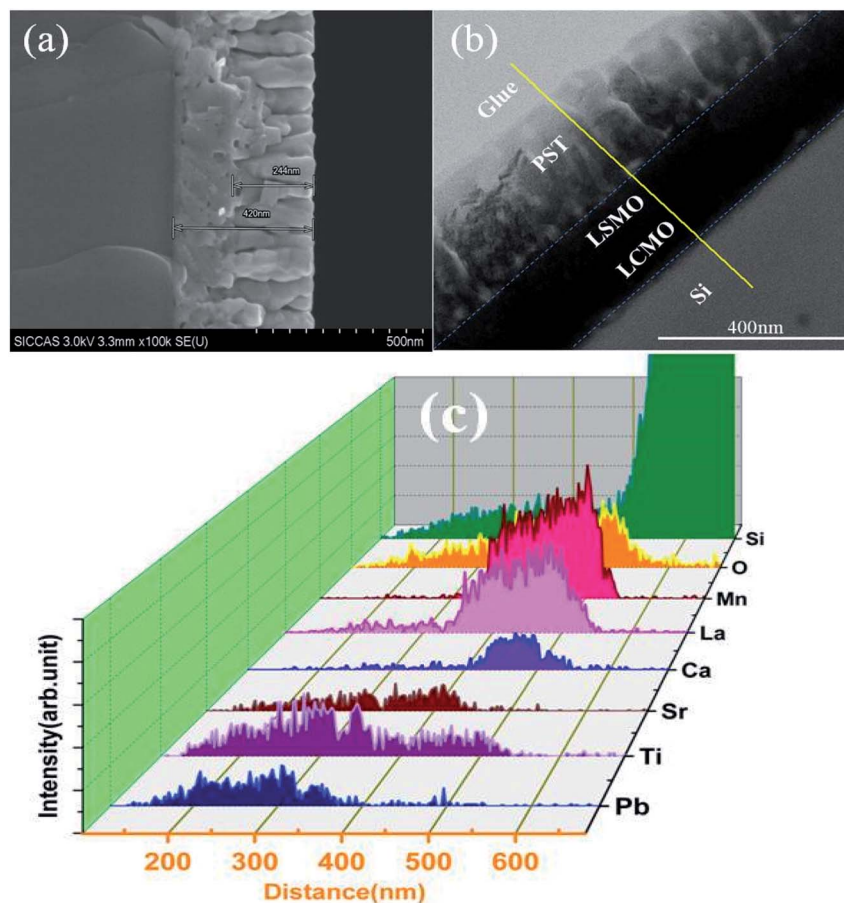 (a)
244nm
420nm
SICCAS 3.0kV 3.3mm x100k SE(U)
500nm
(b)
Glue
PST
LSMO
LCMO
Si
400nm
(c)
Si
O
Mn
La
Ca
Sr
Ti
Pb
Intensity(arb.unit)
200 300 400 500 600
Distance(nm)